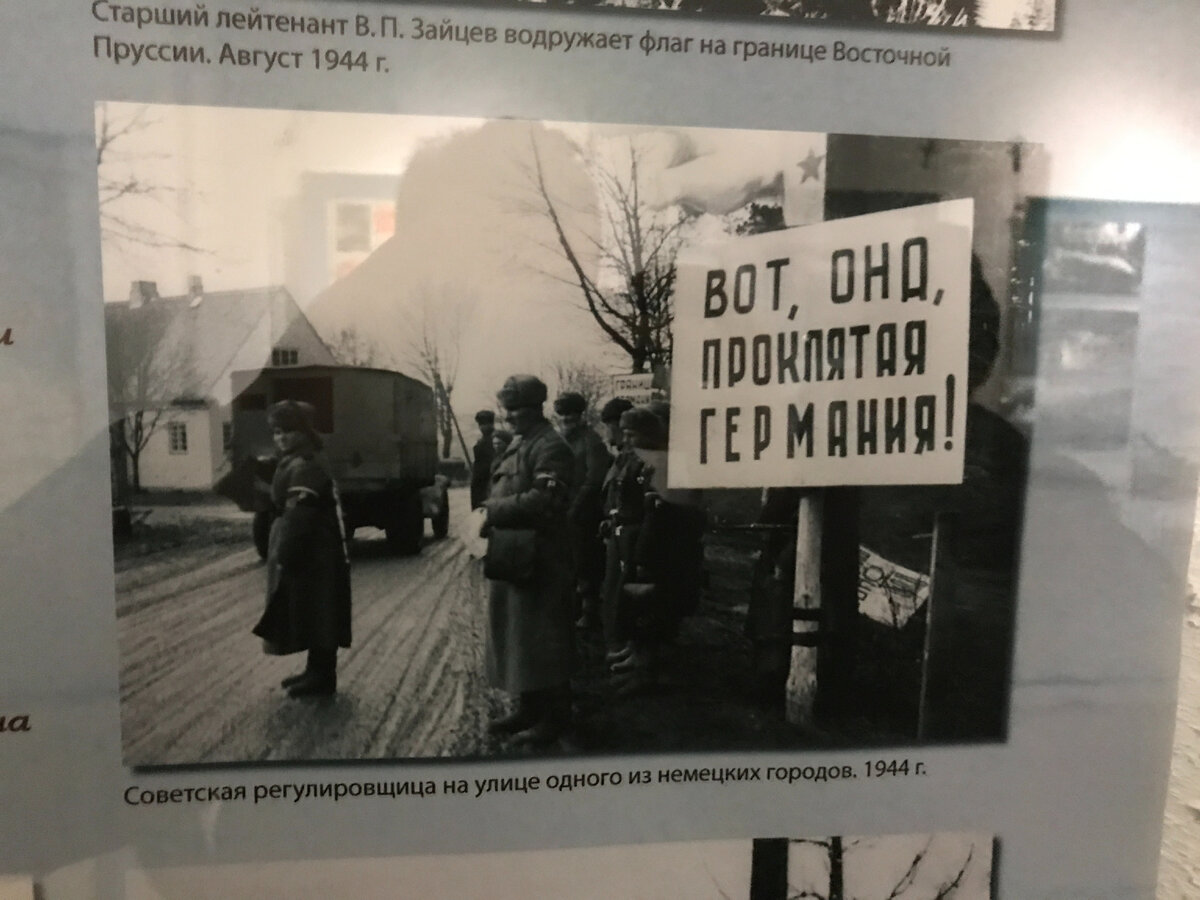 Старший лейтенант В.П. Зайцев водружает флаг на границе Восточной
Пруссии. Август 1944 г.
ВОТ, ОНА,
ПРОКЛЯТАЯ
ГЕРМАНИЯ!
Советская регулировщица на улице одного из немецких городов. 1944 г.